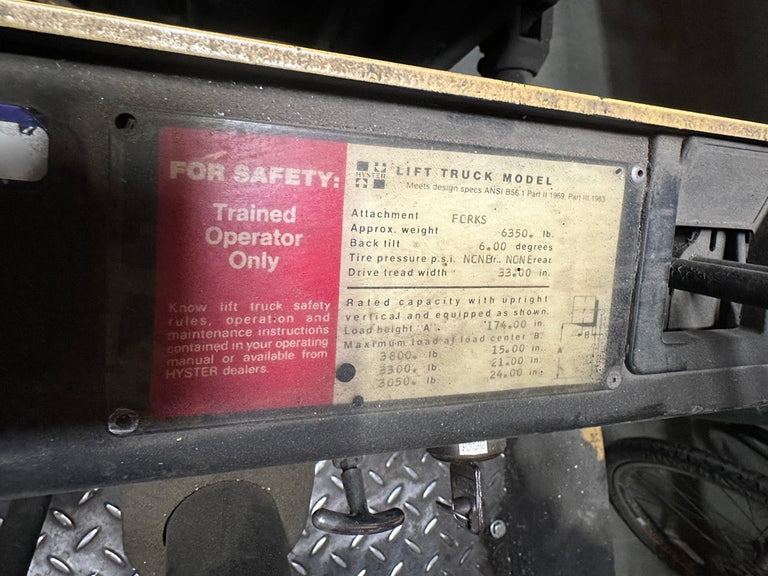 FOR SAFETY:
Trained
Operator
Only
Know lift truck safety
rules, operation and
maintenance instructions
contained in your operating
manual or available from
HYSTER dealers.
HYSTER
LIFT TRUCK MODEL
Meets design specs ANSI B56.1 Part II 1969, Part III 1983
Attachment FORKS
Approx. weight 6350. lb.
Back tilt 6.00 degrees
Tire pressure p.s.i. NONEfr. NONErear
Drive tread width 33.00 in.
Rated capacity with upright
vertical and equipped as shown.
Load height "A". 174.00 in.
Maximum load at load center "B".
3800. lb 15.00 in.
3300. lb 21.00 in.
3050. lb 24.00 in.
B
A